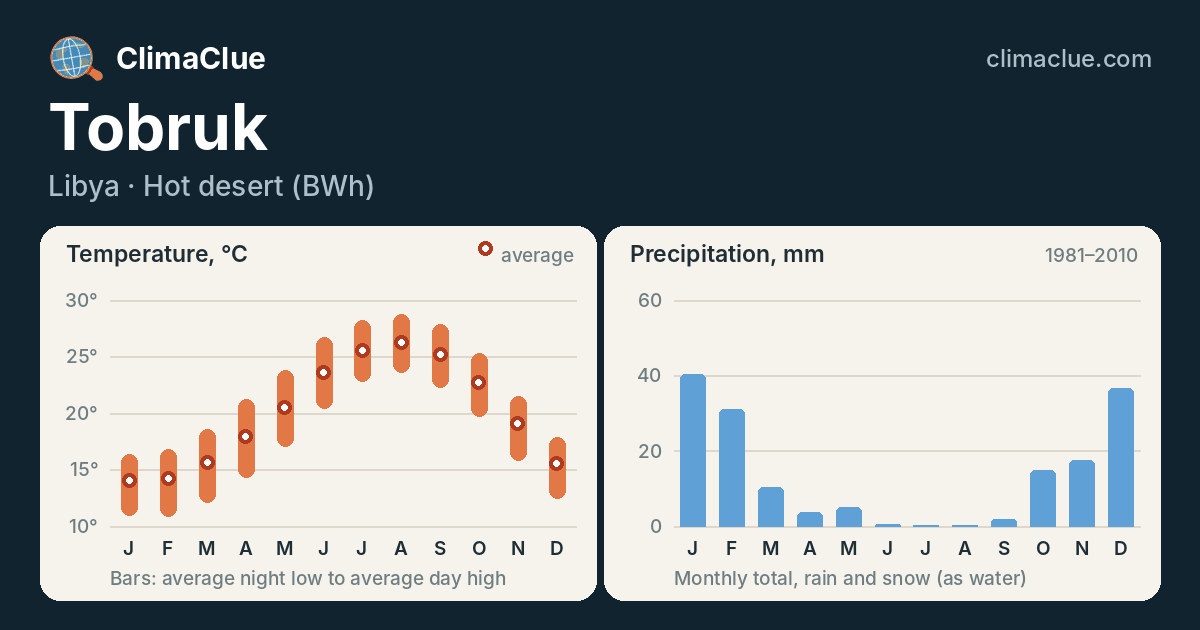 ClimaClue
climaclue.com
Tobruk
Libya · Hot desert (BWh)
Temperature, °C
average
30°
25°
20°
15°
10°
J F M A M J J A S O N D
Bars: average night low to average day high
Precipitation, mm
1981–2010
60
40
20
0
J F M A M J J A S O N D
Monthly total, rain and snow (as water)